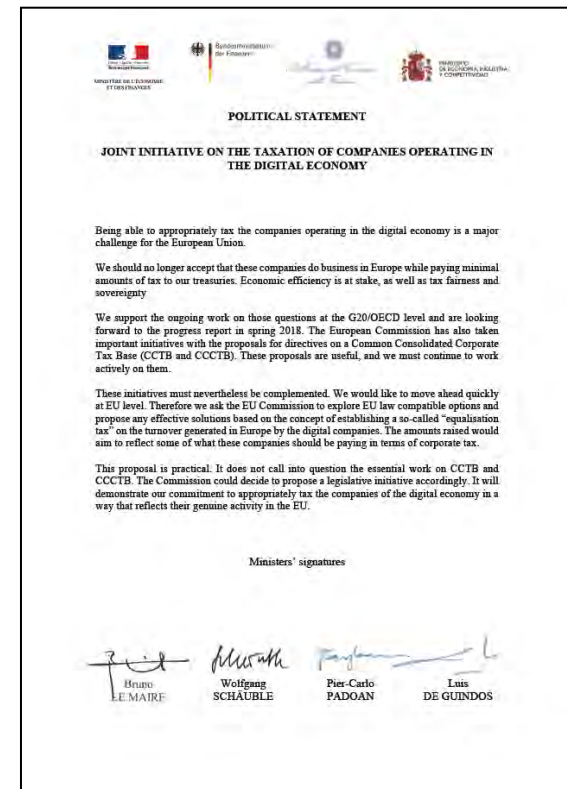 MINISTÈRE DE L'ÉCONOMIE
ET DES FINANCES
Bundesministerium
der Finanzen
MINISTERIO
DE ECONOMÍA, INDUSTRIA
Y COMPETITIVIDAD
POLITICAL STATEMENT
JOINT INITIATIVE ON THE TAXATION OF COMPANIES OPERATING IN
THE DIGITAL ECONOMY
Being able to appropriately tax the companies operating in the digital economy is a major
challenge for the European Union.
We should no longer accept that these companies do business in Europe while paying minimal
amounts of tax to our treasuries. Economic efficiency is at stake, as well as tax fairness and
sovereignty
We support the ongoing work on those questions at the G20/OECD level and are looking
forward to the progress report in spring 2018. The European Commission has also taken
important initiatives with the proposals for directives on a Common Consolidated Corporate
Tax Base (CCTB and CCCTB). These proposals are useful, and we must continue to work
actively on them.
These initiatives must nevertheless be complemented. We would like to move ahead quickly
at EU level. Therefore we ask the EU Commission to explore EU law compatible options and
propose any effective solutions based on the concept of establishing a so-called “equalisation
tax” on the turnover generated in Europe by the digital companies. The amounts raised would
aim to reflect some of what these companies should be paying in terms of corporate tax.
This proposal is practical. It does not call into question the essential work on CCTB and
CCCTB. The Commission could decide to propose a legislative initiative accordingly. It will
demonstrate our commitment to appropriately tax the companies of the digital economy in a
way that reflects their genuine activity in the EU.
Ministers’ signatures
Bruno Wolfgang Pier-Carlo Luis
LE MAIRE SCHÄUBLE PADOAN DE GUINDOS